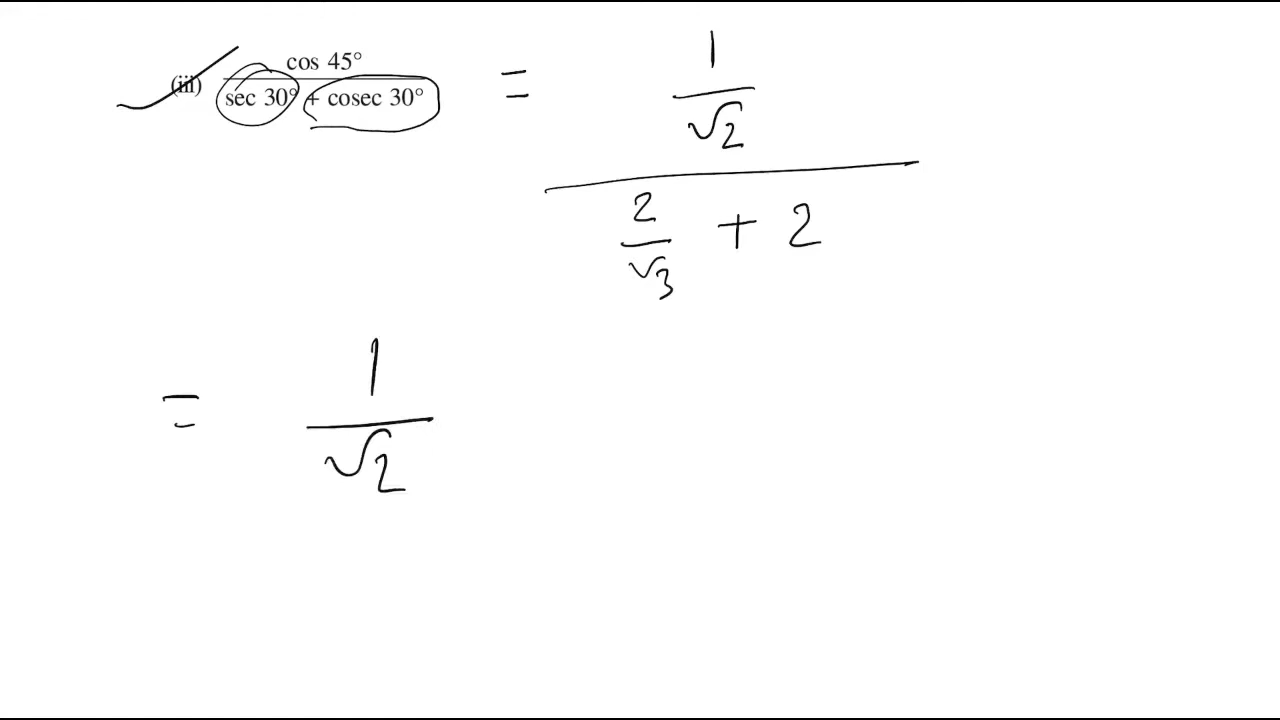 (iii) cos 45° / sec 30° + cosec 30° = 1/√2 / 2/√3 + 2
= 1/√2